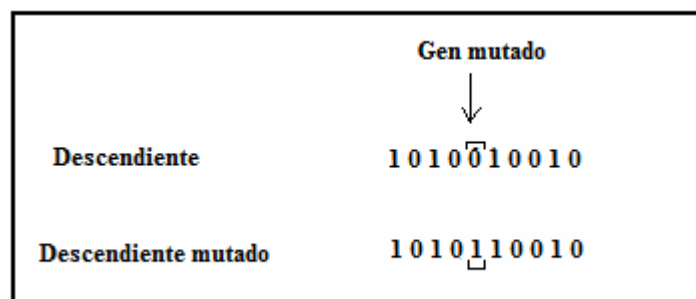 Gen mutado
Descendiente 1 0 1 0 0 1 0 0 1 0
Descendiente mutado 1 0 1 0 1 1 0 0 1 0